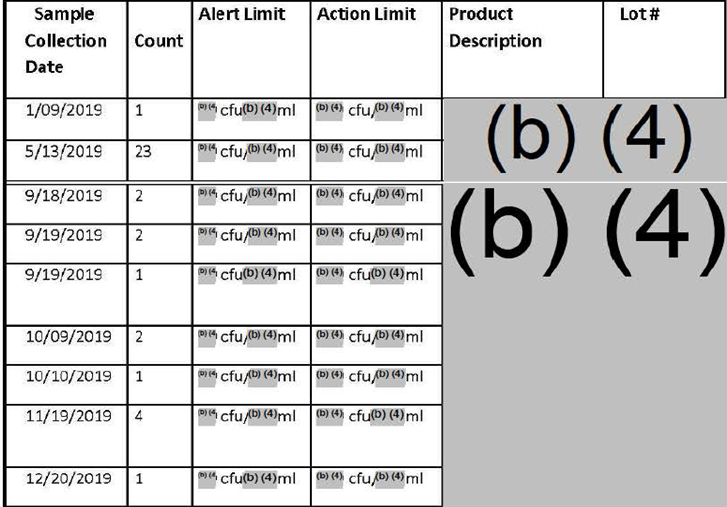 Sample Collection Date Count Alert Limit Action Limit Product Description Lot #
1/09/2019 1 (b) (4) cfu(b) (4)ml (b) (4) cfu/(b) (4)ml (b) (4)
5/13/2019 23 (b) (4) cfu/(b) (4)ml (b) (4) cfu/(b) (4)ml
9/18/2019 2 (b) (4) cfu/(b) (4)ml (b) (4) cfu/(b) (4)ml (b) (4)
9/19/2019 2 (b) (4) cfu/(b) (4)ml (b) (4) cfu/(b) (4)ml
9/19/2019 1 (b) (4) cfu(b) (4)ml (b) (4) cfu(b) (4)ml
10/09/2019 2 (b) (4) cfu/(b) (4)ml (b) (4) cfu/(b) (4)ml
10/10/2019 1 (b) (4) cfu/(b) (4)ml (b) (4) cfu/(b) (4)ml
11/19/2019 4 (b) (4) cfu/(b) (4)ml (b) (4) cfu(b) (4)ml
12/20/2019 1 (b) (4) cfu(b) (4)ml (b) (4) cfu/(b) (4)ml